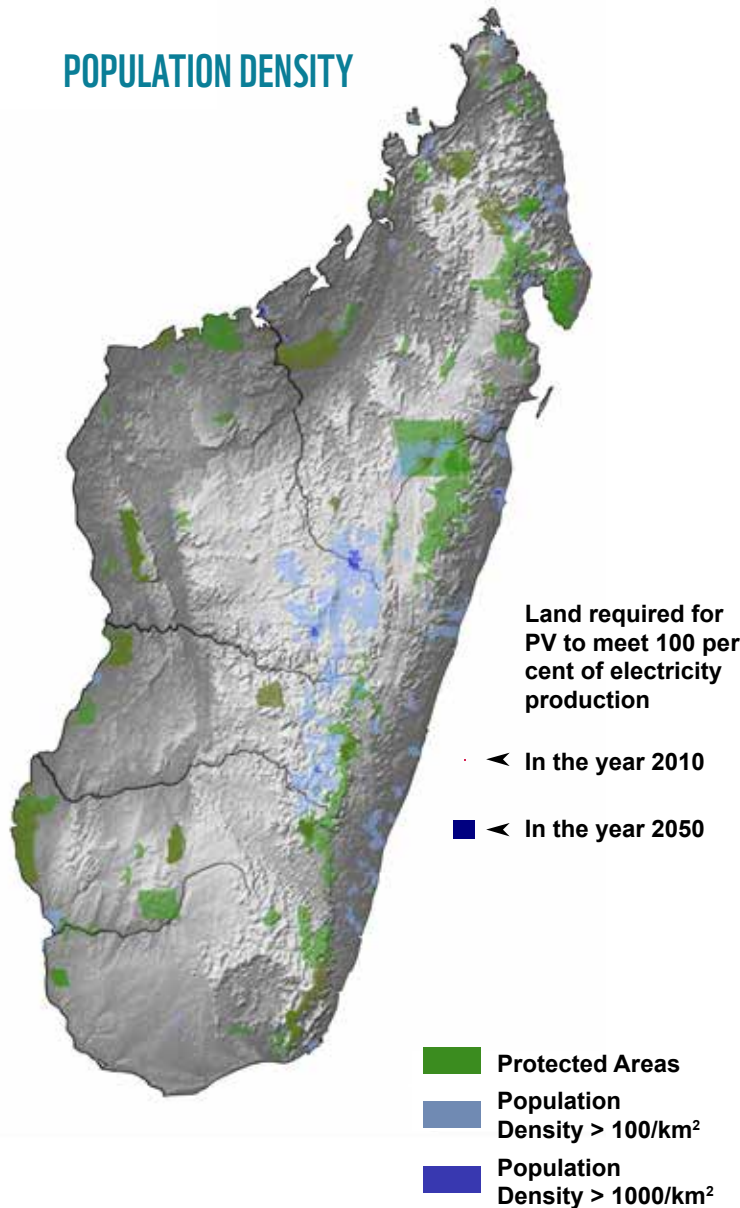 POPULATION DENSITY
Land required for
PV to meet 100 per
cent of electricity
production
In the year 2010
In the year 2050
Protected Areas
Population
Density > 100/km²
Population
Density > 1000/km²